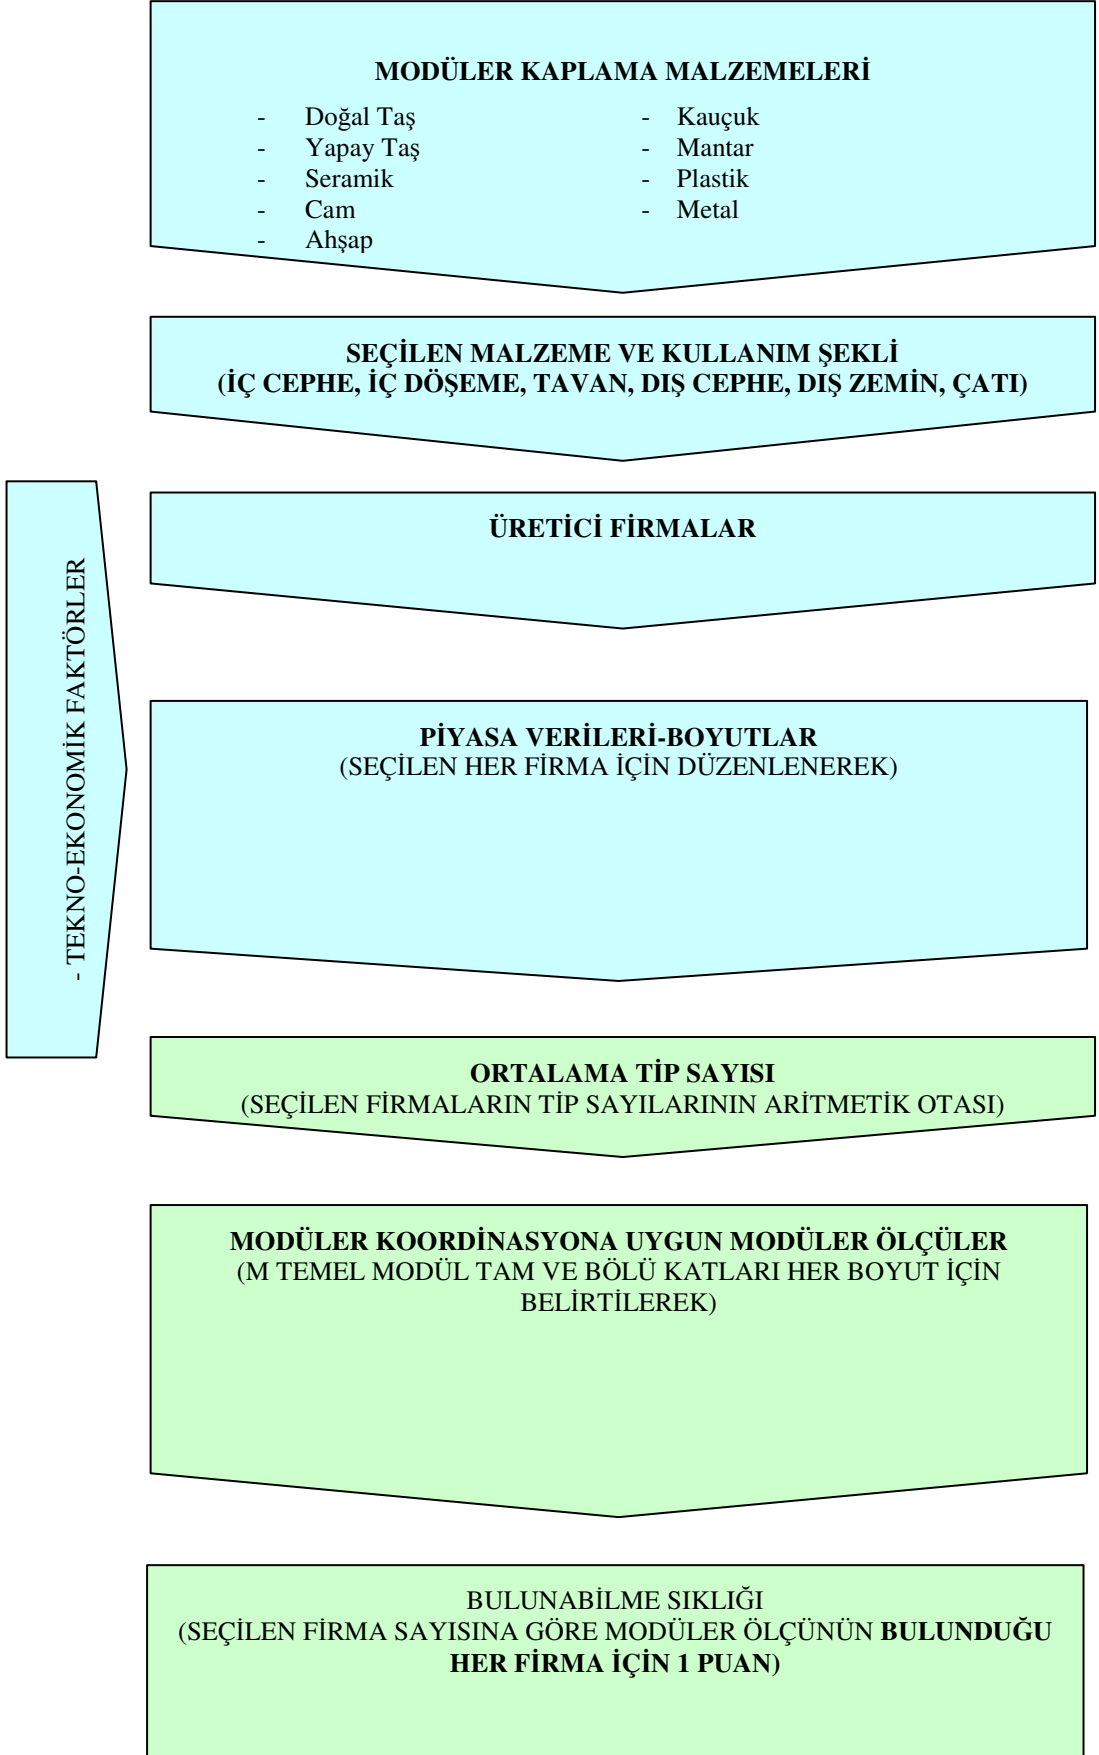 MODÜLER KAPLAMA MALZEMELERİ
- Doğal Taş
- Yapay Taş
- Seramik
- Cam
- Ahşap
- Kauçuk
- Mantar
- Plastik
- Metal
SEÇİLEN MALZEME VE KULLANIM ŞEKLİ
(İÇ CEPHE, İÇ DÖŞEME, TAVAN, DIŞ CEPHE, DIŞ ZEMİN, ÇATI)
- TEKNO-EKONOMİK FAKTÖRLER
ÜRETİCİ FİRMALAR
PİYASA VERİLERİ-BOYUTLAR
(SEÇİLEN HER FİRMA İÇİN DÜZENLENEREK)
ORTALAMA TİP SAYISI
(SEÇİLEN FİRMALARIN TİP SAYILARININ ARİTMETİK OTASI)
MODÜLER KOORDİNASYONA UYGUN MODÜLER ÖLÇÜLER
(M TEMEL MODÜL TAM VE BÖLÜ KATLARI HER BOYUT İÇİN
BELİRTİLEREK)
BULUNABİLME SIKLIĞI
(SEÇİLEN FİRMA SAYISINA GÖRE MODÜLER ÖLÇÜNÜN BULUNDUĞU
HER FİRMA İÇİN 1 PUAN)